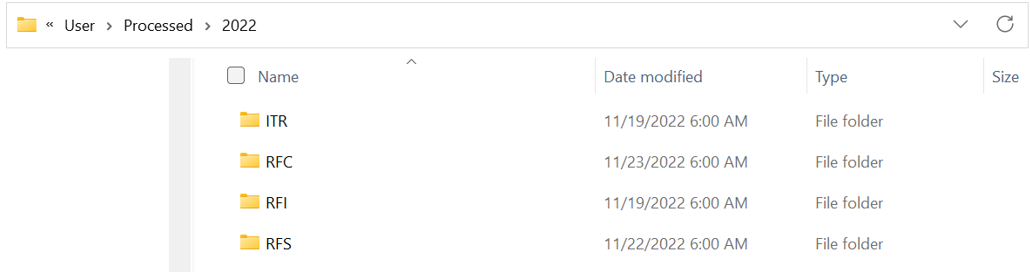 « User > Processed > 2022
Name Date modified Type Size
ITR 11/19/2022 6:00 AM File folder
RFC 11/23/2022 6:00 AM File folder
RFI 11/19/2022 6:00 AM File folder
RFS 11/22/2022 6:00 AM File folder